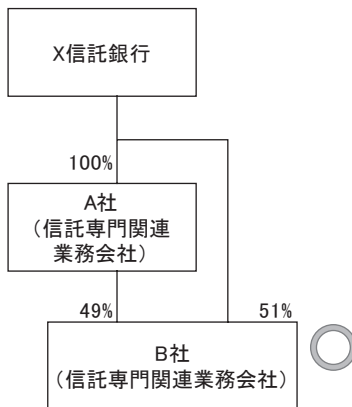 X信託銀行
100%
A社
（信託専門関連
業務会社）
49%
51%
B社
（信託専門関連業務会社）